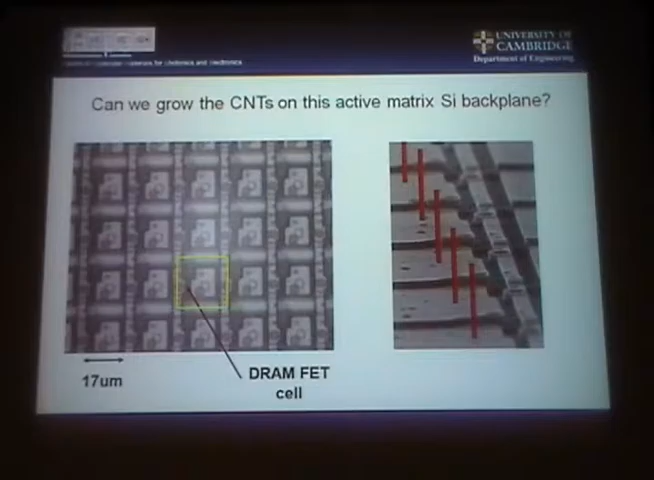 UNIVERSITY OF
CAMBRIDGE
Department of Engineering
Can we grow the CNTs on this active matrix Si backplane?
17um
DRAM FET
cell